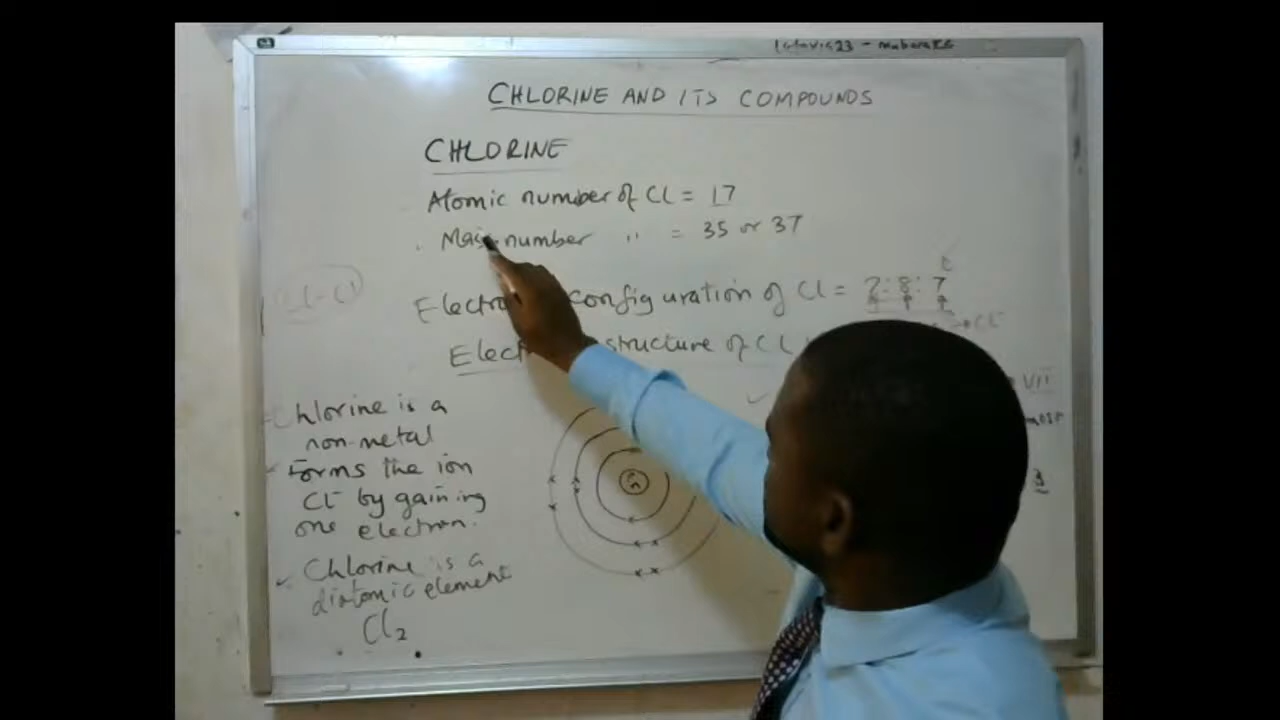 CHLORINE AND ITS COMPOUNDS
CHLORINE
Atomic number of Cl = 17
Mass number " = 35 or 37
Electron configuration of Cl = 2:8:7
structure of Cl
VII
Chlorine is a
non-metal
Forms the ion
Cl⁻ by gaining
one electron.
Chlorine is a
diatomic element
Cl₂